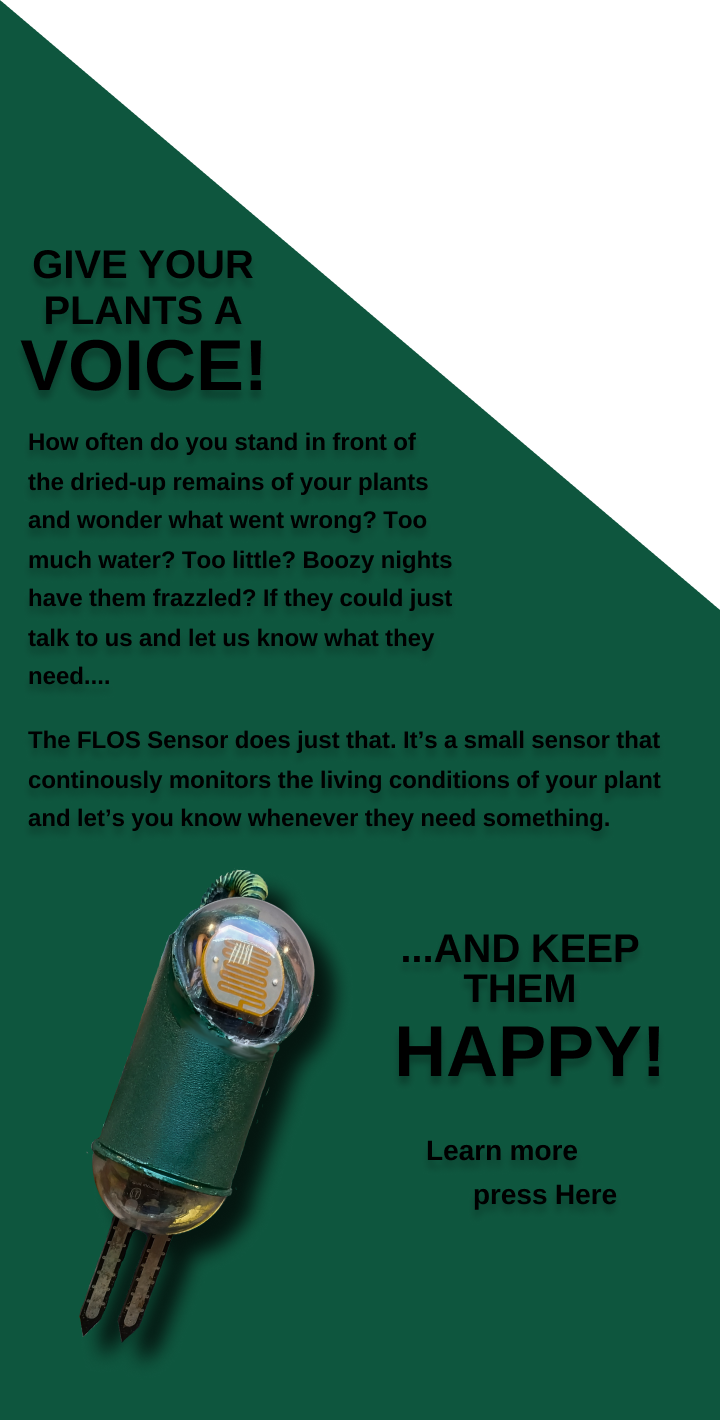 GIVE YOUR
PLANTS A
VOICE!
How often do you stand in front of
the dried-up remains of your plants
and wonder what went wrong? Too
much water? Too little? Boozy nights
have them frazzled? If they could just
talk to us and let us know what they
need....
The FLOS Sensor does just that. It’s a small sensor that
continously monitors the living conditions of your plant
and let’s you know whenever they need something.
...AND KEEP
THEM
HAPPY!
Learn more
press Here